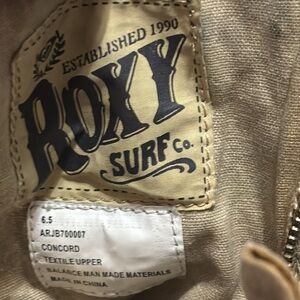 ESTABLISHED 1990
ROXY
SURF Co.
6.5
ARJB700007
CONCORD
TEXTILE UPPER
BALANCE MAN MADE MATERIALS
MADE IN CHINA